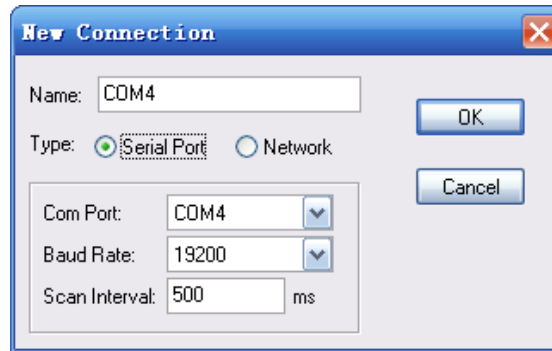 New Connection
Name: COM4
OK
Type: Serial Port Network
Cancel
Com Port: COM4
Baud Rate: 19200
Scan Interval: 500 ms